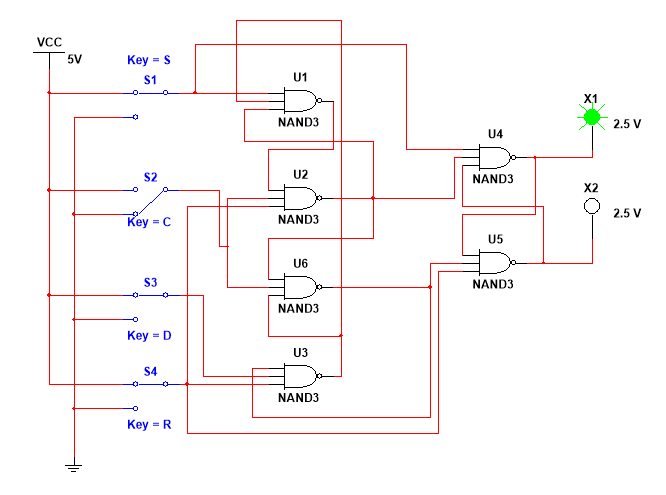 VCC
5V
Key = S
S1
U1
NAND3
X1
2.5 V
U4
NAND3
S2
Key = C
U2
NAND3
X2
2.5 V
U5
NAND3
S3
Key = D
U6
NAND3
S4
Key = R
U3
NAND3